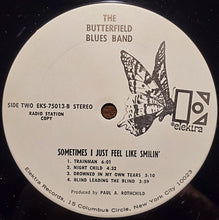 THE
BUTTERFIELD
BLUES BAND
SIDE TWO EKS-75013-B STEREO
RADIO STATION
COPY
elektra
SOMETIMES I JUST FEEL LIKE SMILIN'
1. TRAINMAN 6:01
2. NIGHT CHILD 4:32
3. DROWNED IN MY OWN TEARS 5:10
4. BLIND LEADING THE BLIND 3:59
Produced by PAUL A. ROTHCHILD
Elektra Records, 15 Columbus Circle, New York City 10023